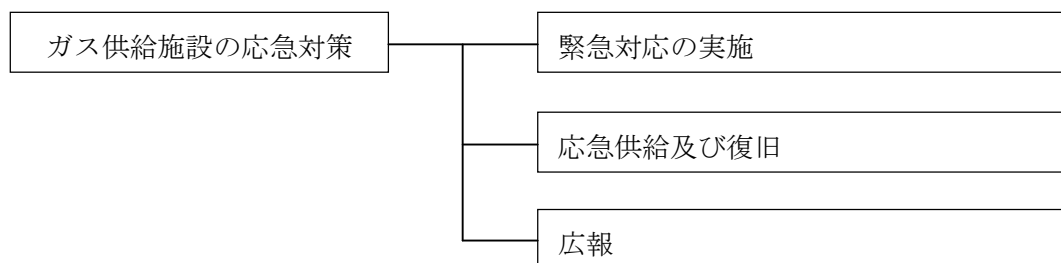 ガス供給施設の応急対策
緊急対応の実施
応急供給及び復旧
広報